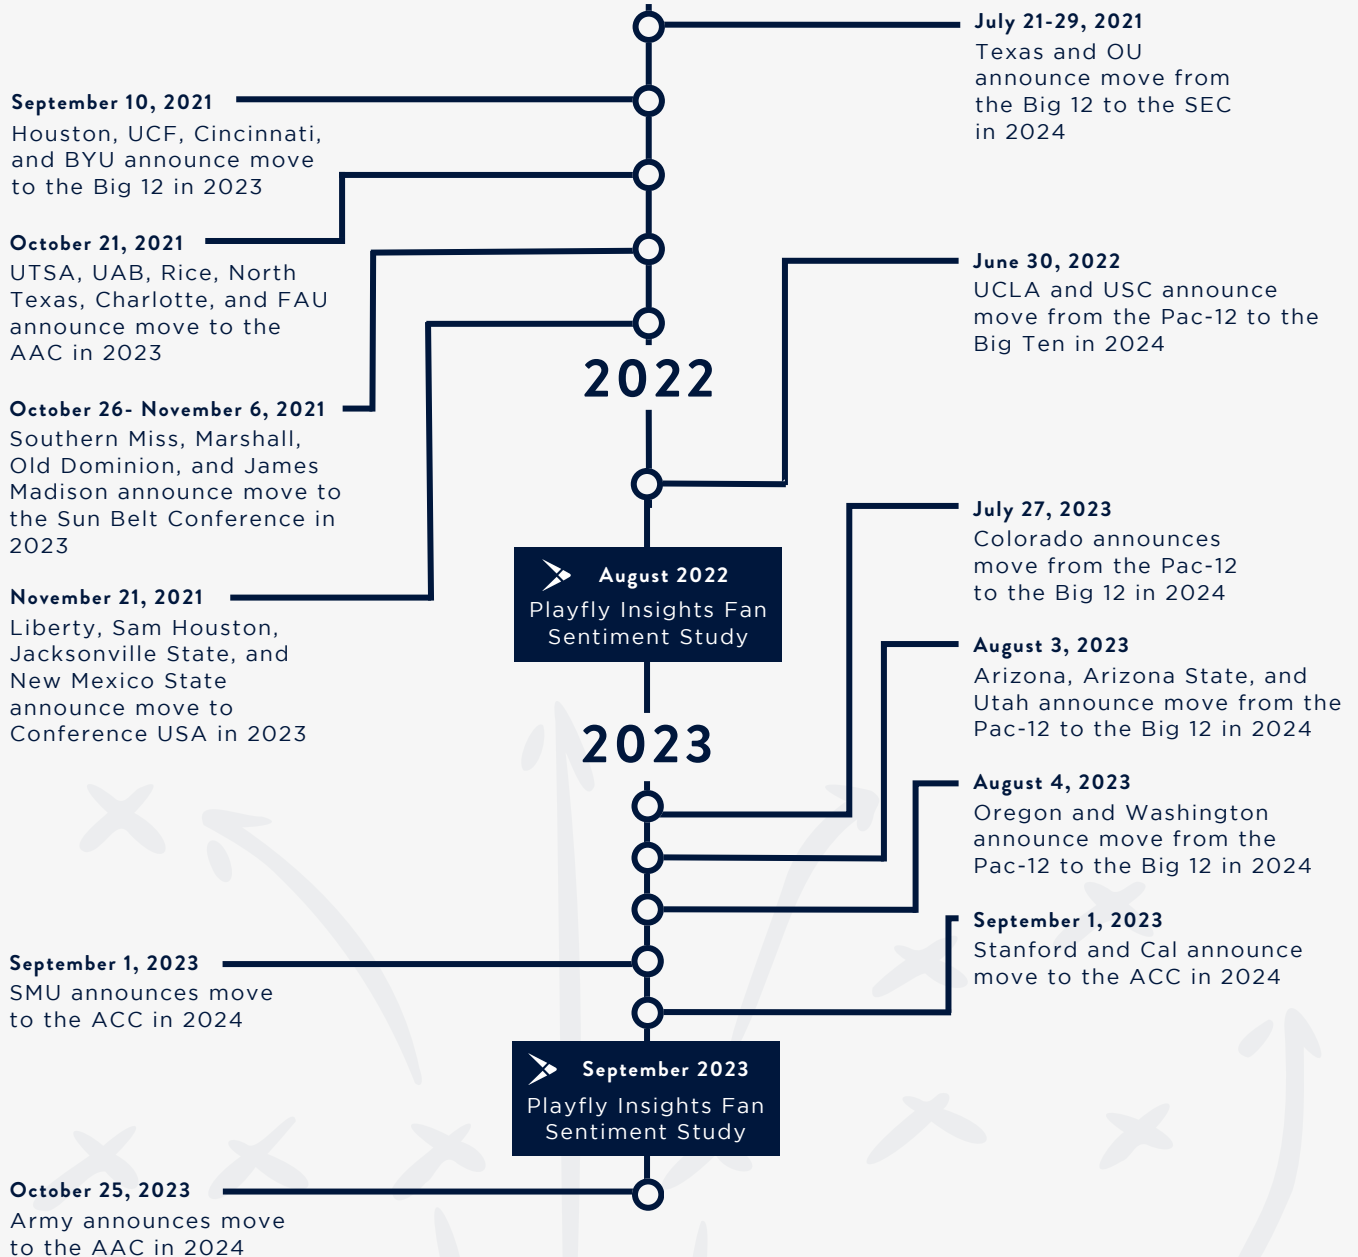 July 21-29, 2021
Texas and OU
announce move from
the Big 12 to the SEC
in 2024
September 10, 2021
Houston, UCF, Cincinnati,
and BYU announce move
to the Big 12 in 2023
October 21, 2021
UTSA, UAB, Rice, North
Texas, Charlotte, and FAU
announce move to the
AAC in 2023
October 26- November 6, 2021
Southern Miss, Marshall,
Old Dominion, and James
Madison announce move to
the Sun Belt Conference in
2023
November 21, 2021
Liberty, Sam Houston,
Jacksonville State, and
New Mexico State
announce move to
Conference USA in 2023
2022
June 30, 2022
UCLA and USC announce
move from the Pac-12 to the
Big Ten in 2024
August 2022
Playfly Insights Fan
Sentiment Study
2023
July 27, 2023
Colorado announces
move from the Pac-12
to the Big 12 in 2024
August 3, 2023
Arizona, Arizona State, and
Utah announce move from the
Pac-12 to the Big 12 in 2024
August 4, 2023
Oregon and Washington
announce move from the
Pac-12 to the Big 12 in 2024
September 1, 2023
SMU announces move
to the ACC in 2024
September 1, 2023
Stanford and Cal announce
move to the ACC in 2024
September 2023
Playfly Insights Fan
Sentiment Study
October 25, 2023
Army announces move
to the AAC in 2024